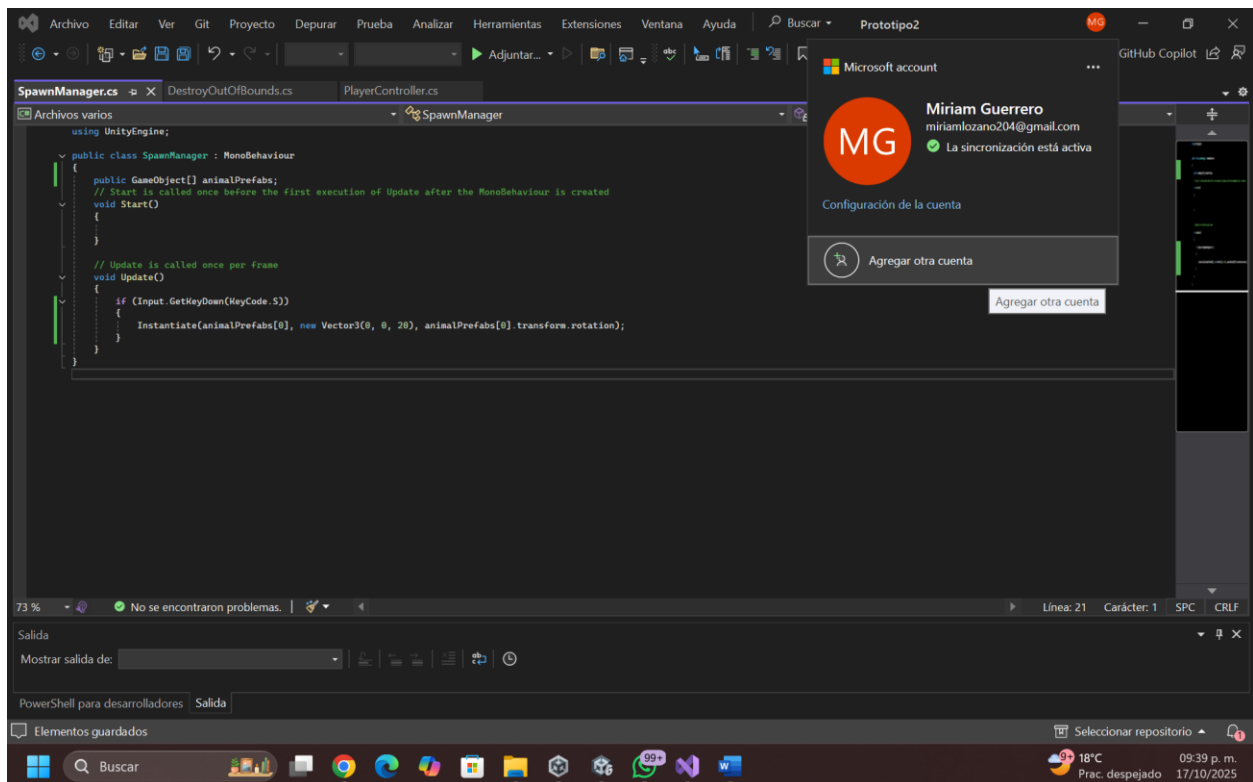 Archivo Editar Ver Git Proyecto Depurar Prueba Analizar Herramientas Extensiones Ventana Ayuda Buscar Prototipo2 MG
Adjuntar... GitHub Copilot
SpawnManager.cs DestroyOutOfBounds.cs PlayerController.cs
Archivos varios SpawnManager
using UnityEngine;
public class SpawnManager : MonoBehaviour
{
public GameObject[] animalPrefabs;
// Start is called once before the first execution of Update after the MonoBehaviour is created
void Start()
{
}
// Update is called once per frame
void Update()
{
if (Input.GetKeyDown(KeyCode.S))
{
Instantiate(animalPrefabs[0], new Vector3(0, 0, 20), animalPrefabs[0].transform.rotation);
}
}
}
Microsoft account
MG
Miriam Guerrero
miriamlozano204@gmail.com
La sincronización está activa
Configuración de la cuenta
Agregar otra cuenta
Agregar otra cuenta
73 % No se encontraron problemas. Línea: 21 Carácter: 1 SPC CRLF
Salida
Mostrar salida de:
PowerShell para desarrolladores Salida
Elementos guardados Seleccionar repositorio 1
Buscar 99+ 9+ 18°C 09:39 p. m.
Prac. despejado 17/10/2025